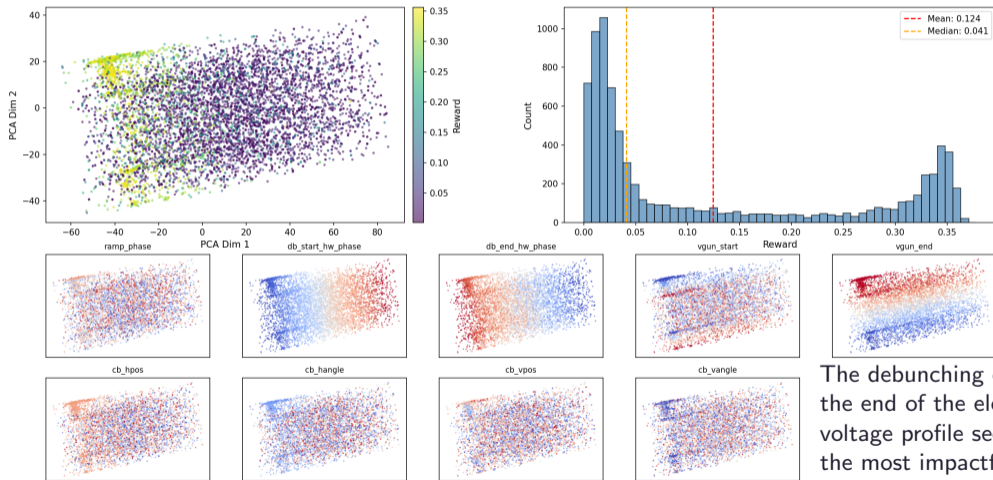 40
20
0
−20
−40
PCA Dim 2
−60
−40
−20
0
20
40
60
80
PCA Dim 1
0.35
0.30
0.25
0.20
0.15
0.10
0.05
Reward
1000
800
600
400
200
0
Count
0.00
0.05
0.10
0.15
0.20
0.25
0.30
0.35
Reward
Mean: 0.124
Median: 0.041
ramp_phase
db_start_hw_phase
db_end_hw_phase
vgun_start
vgun_end
cb_hpos
cb_hangle
cb_vpos
cb_vangle
The debunching
the end of the
voltage profile
the most